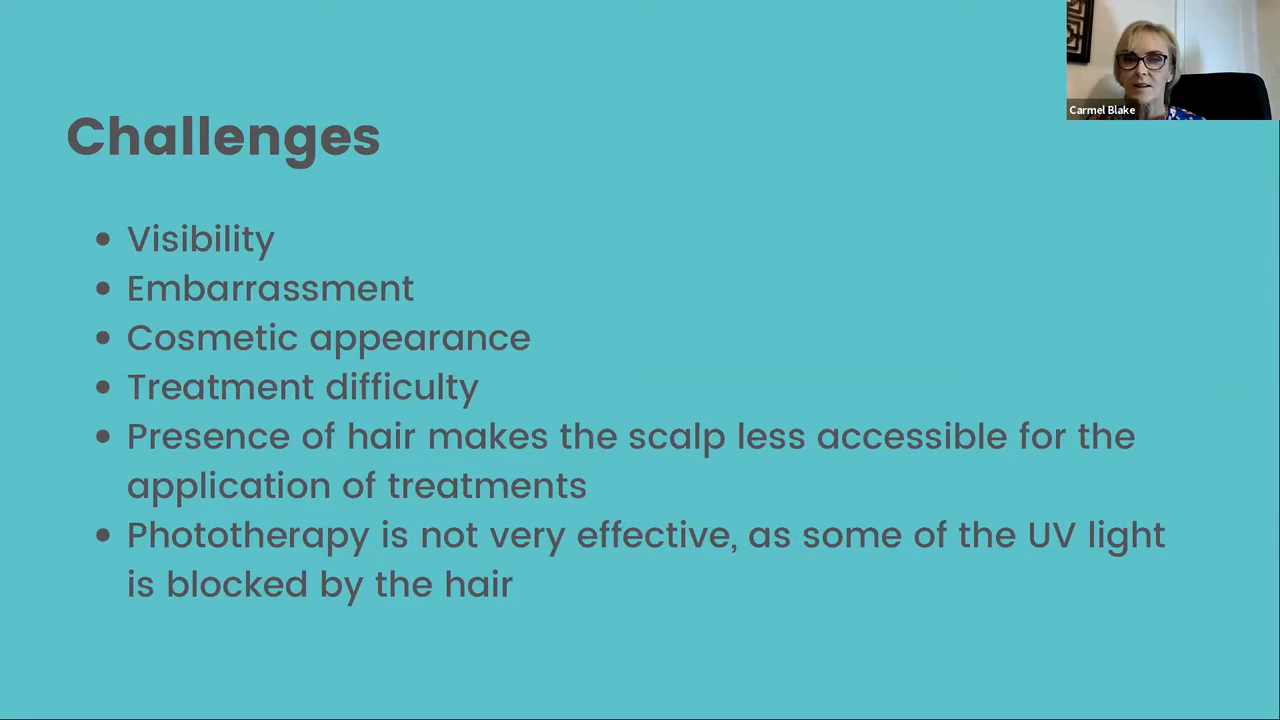 Carmel Blake
Challenges
• Visibility
• Embarrassment
• Cosmetic appearance
• Treatment difficulty
• Presence of hair makes the scalp less accessible for the
application of treatments
• Phototherapy is not very effective, as some of the UV light
is blocked by the hair